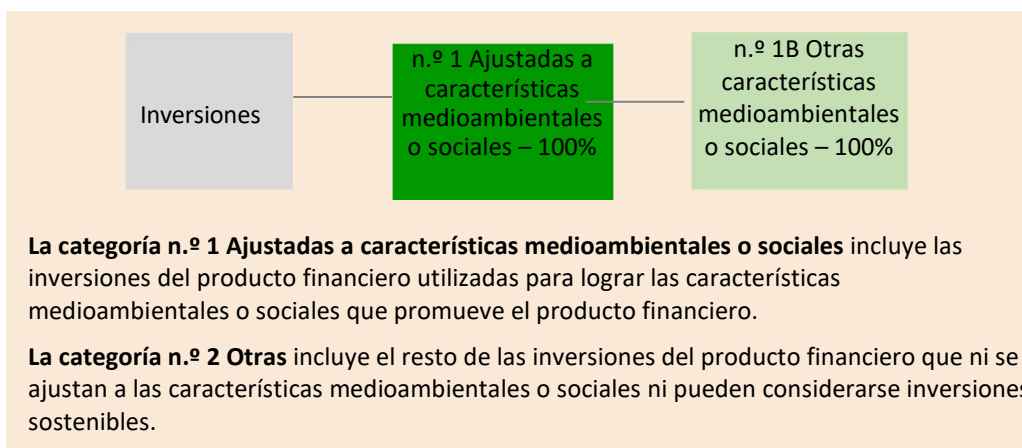 Inversiones
n.º 1 Ajustadas a
características
medioambientales
o sociales – 100%
n.º 1B Otras
características
medioambientales
o sociales – 100%
La categoría n.º 1 Ajustadas a características medioambientales o sociales incluye las
inversiones del producto financiero utilizadas para lograr las características
medioambientales o sociales que promueve el producto financiero.
La categoría n.º 2 Otras incluye el resto de las inversiones del producto financiero que ni se
ajustan a las características medioambientales o sociales ni pueden considerarse inversiones
sostenibles.